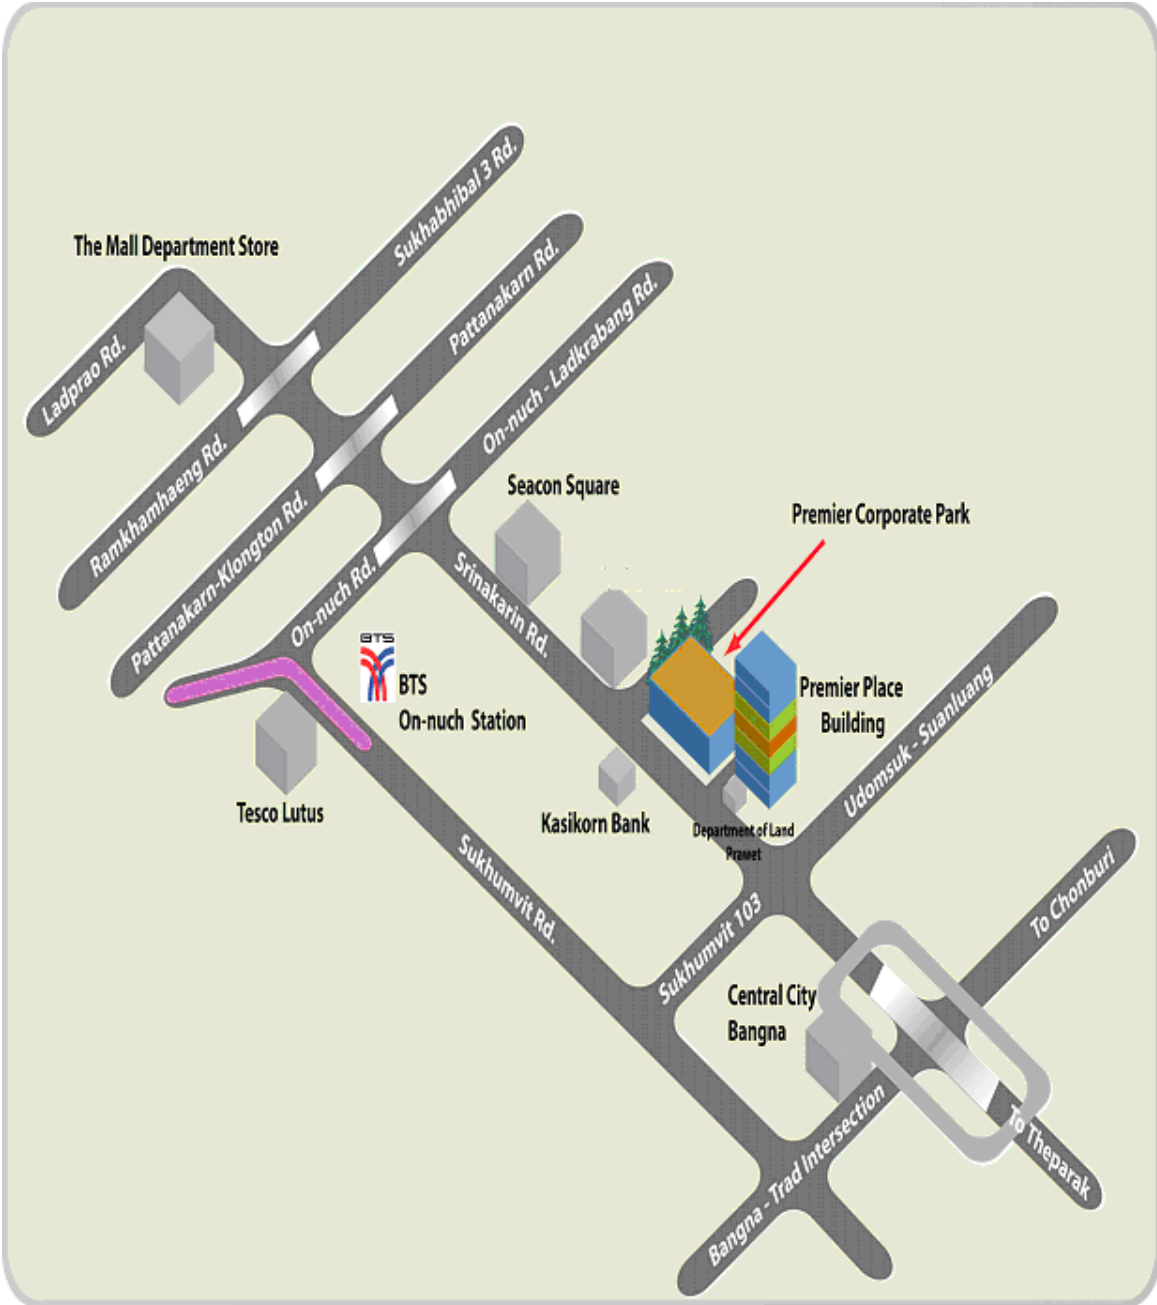 Sukhabhibal 3 Rd.
The Mall Department Store
Pattanakarn Rd.
Ladprao Rd.
On-nuch - Ladkrabang Rd.
Ramkhamhaeng Rd.
Seacon Square
Premier Corporate Park
Pattanakarn-Klongton Rd.
On-nuch Rd.
Srinakarin Rd.
BTS
BTS
On-nuch Station
Premier Place
Building
Udomsuk - Suanluang
Tesco Lutus
Kasikorn Bank
Department of Land
Prawet
Sukhumvit Rd.
Sukhumvit 103
To Chonburi
Central City
Bangna
Bangna - Trad Intersection
To Theparak